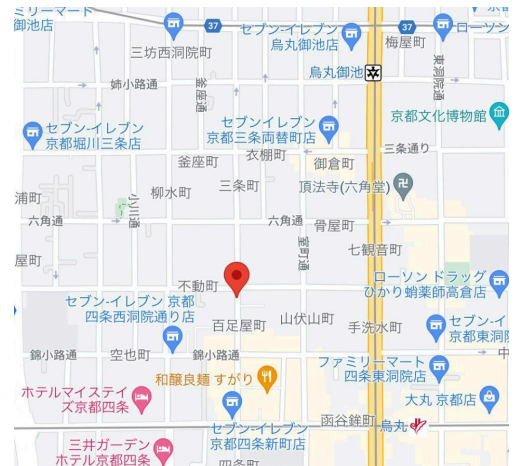 ミリーマート
御池店
37
セブン-イレブン
烏丸御池店
37
梅屋町
ローソン
三坊西洞院町
烏丸御池
姉小路通
釜座通
東洞院通
京都文化博物館
セブン-イレブン
京都堀川三条店
セブン-イレブン
京都三条両替町店
三条通り
釜座町
衣棚町
御倉町
浦町
柳水町
三条町
頂法寺(六角堂)
小川通
六角通
六角通
骨屋町
室町通
七観音町
屋町
不動町
ローソン ドラッグ
ひかり蛸薬師高倉店
セブン-イレブン 京都
四条西洞院通り店
百足屋町
山伏山町
手洗水町
セブン-イ
京都東洞院
錦小路通
空也町
錦小路通
中
ファミリーマート
四条東洞院店
和醸良麺 すがり
ホテルマイステイ
ズ京都四条
大丸 京都店
セブン-イレブン
京都四条新町店
函谷鉾町
烏丸
三井ガーデン
ホテル京都四条
四条町